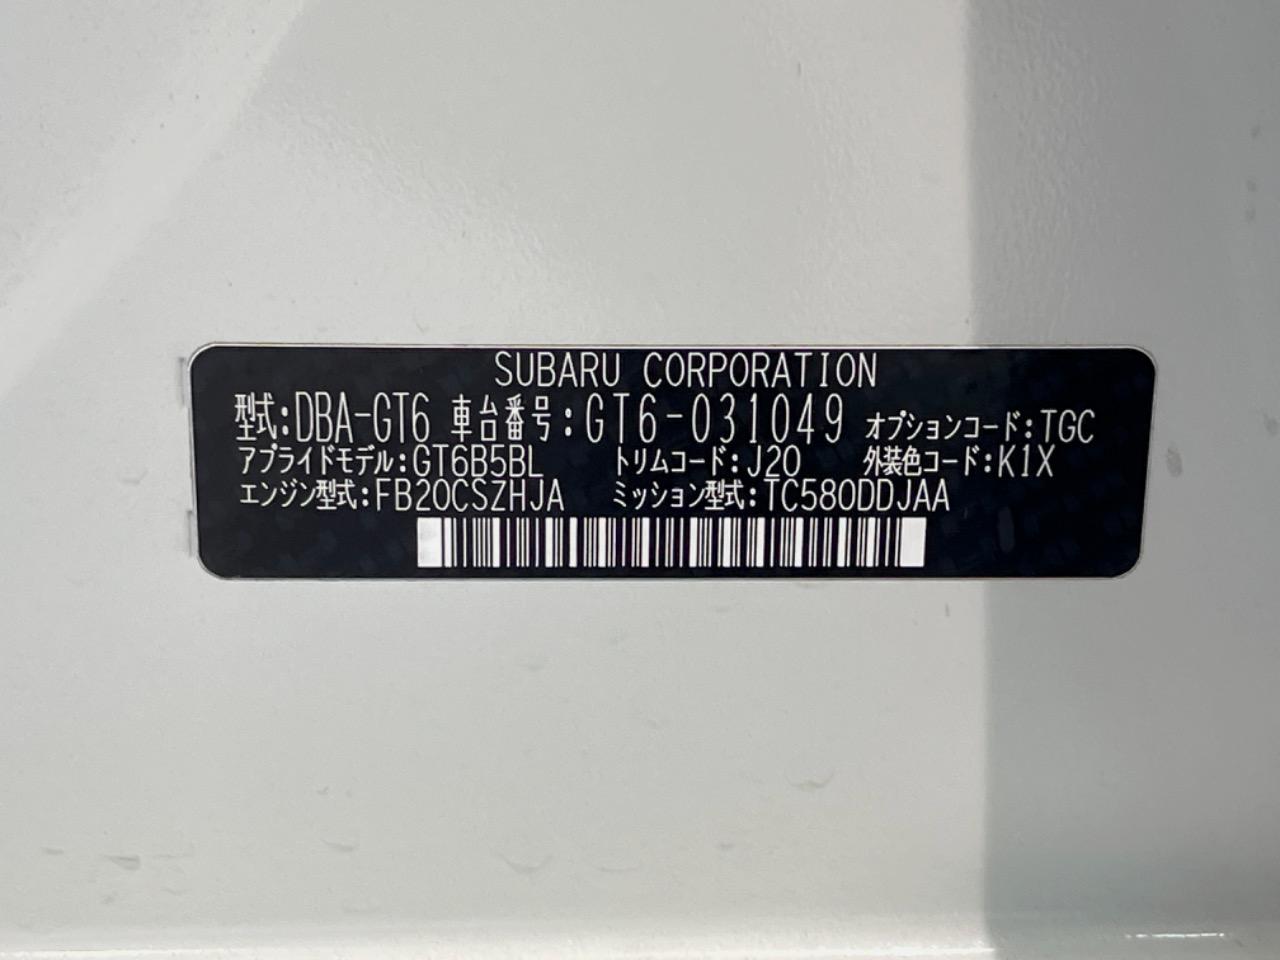 SUBARU CORPORATION
型式:DBA-GT6 車台番号:GT6-031049 オプションコード:TGC
アプライドモデル:GT6B5BL トリムコード:J20 外装色コード:K1X
エンジン型式:FB20CSZHJA ミッション型式:TC580DDJAA